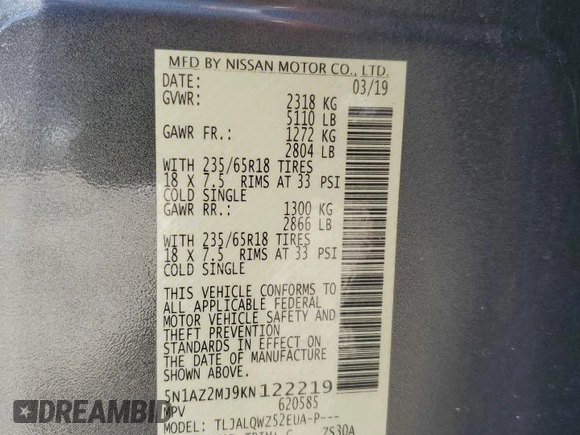 MFD BY NISSAN MOTOR CO., LTD.
DATE: 03/19
GVWR: 2318 KG
5110 LB
GAWR FR.: 1272 KG
2804 LB
WITH 235/65R18 TIRES
18 X 7.5 RIMS AT 33 PSI
COLD SINGLE
GAWR RR.: 1300 KG
2866 LB
WITH 235/65R18 TIRES
18 X 7.5 RIMS AT 33 PSI
COLD SINGLE
THIS VEHICLE CONFORMS TO
ALL APPLICABLE FEDERAL
MOTOR VEHICLE SAFETY AND
THEFT PREVENTION
STANDARDS IN EFFECT ON
THE DATE OF MANUFACTURE
SHOWN ABOVE.
5N1AZ2MJ9KN122219
MPV 620585
MODEL: TLJALQWZ52EUA-P---
TRIM: G ZS30A
DREAMBID